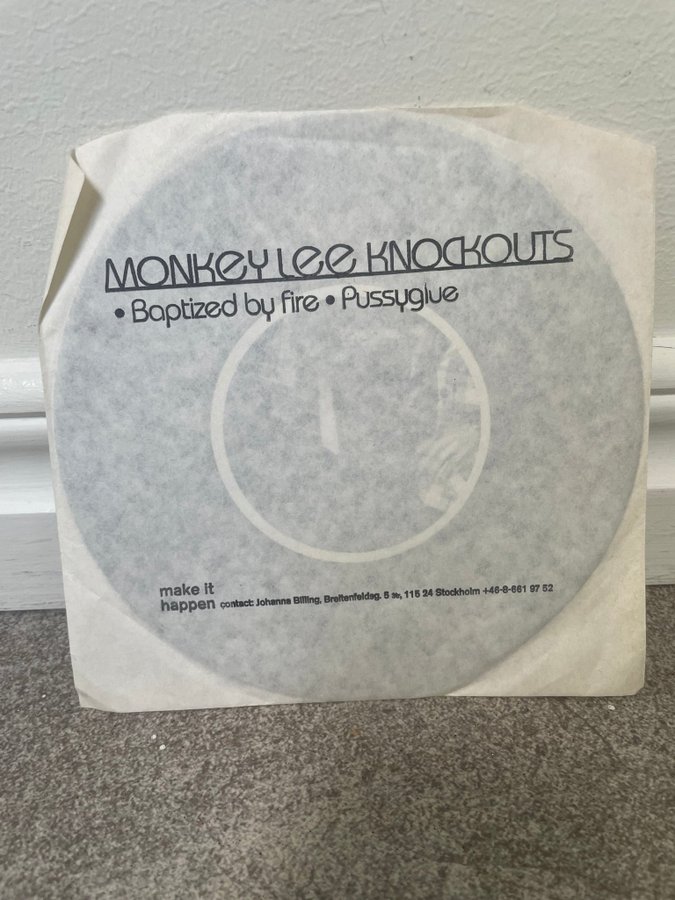 MONKEY LEE KNOCKOUTS
• Baptized by fire • Pussyglue
make it
happen contact: Johanna Billing, Breitenfeldsg. 5 3tr, 115 24 Stockholm +46-8-661 97 52